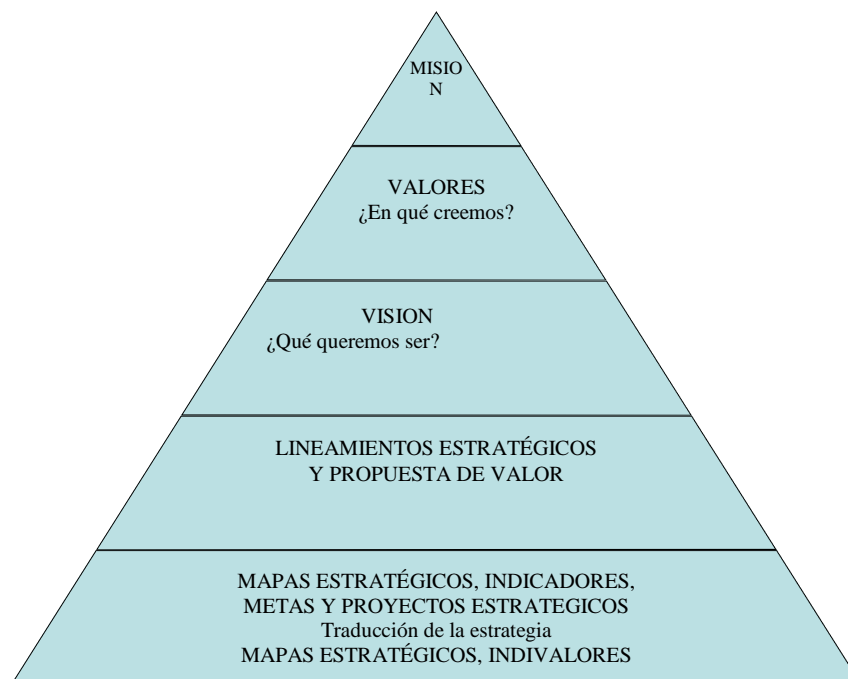 MISIO
N
VALORES
¿En qué creemos?
VISION
¿Qué queremos ser?
LINEAMIENTOS ESTRATÉGICOS
Y PROPUESTA DE VALOR
MAPAS ESTRATÉGICOS, INDICADORES,
METAS Y PROYECTOS ESTRATEGICOS
Traducción de la estrategia
MAPAS ESTRATÉGICOS, INDIVALORES